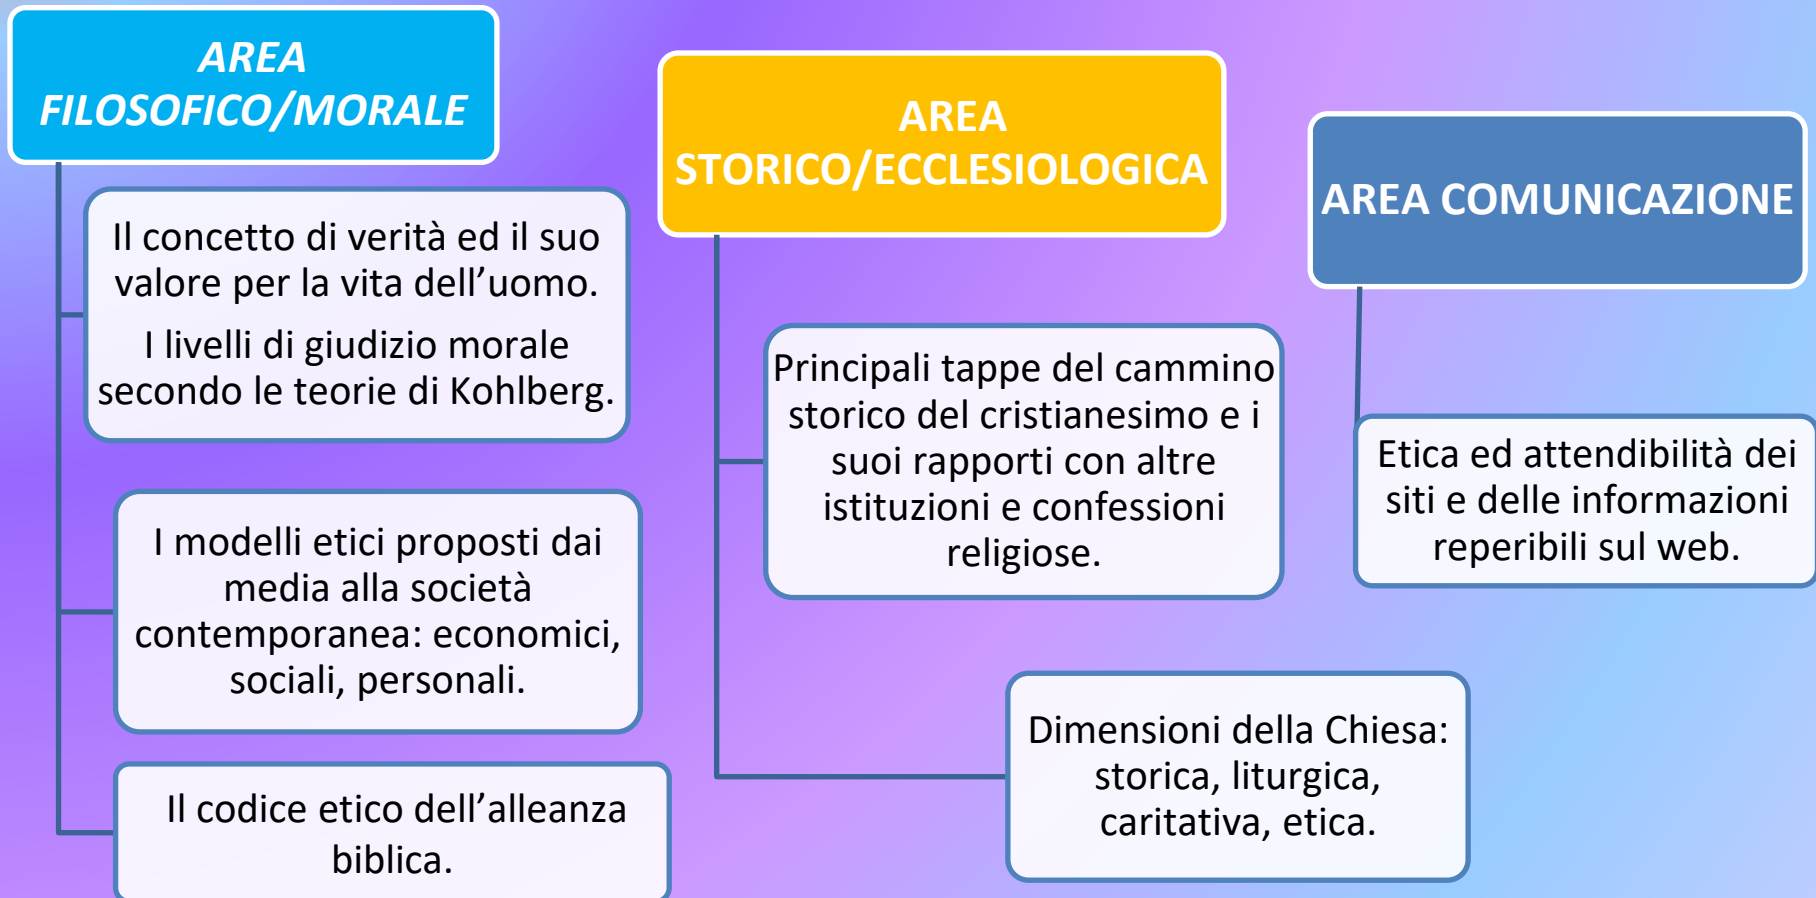 AREA
FILOSOFICO/MORALE
Il concetto di verità ed il suo
valore per la vita dell’uomo.
I livelli di giudizio morale
secondo le teorie di Kohlberg.
I modelli etici proposti dai
media alla società
contemporanea: economici,
sociali, personali.
Il codice etico dell’alleanza
biblica.
AREA
STORICO/ECCLESIOLOGICA
Principali tappe del cammino
storico del cristianesimo e i
suoi rapporti con altre
istituzioni e confessioni
religiose.
Dimensioni della Chiesa:
storica, liturgica,
caritativa, etica.
AREA COMUNICAZIONE
Etica ed attendibilità dei
siti e delle informazioni
reperibili sul web.